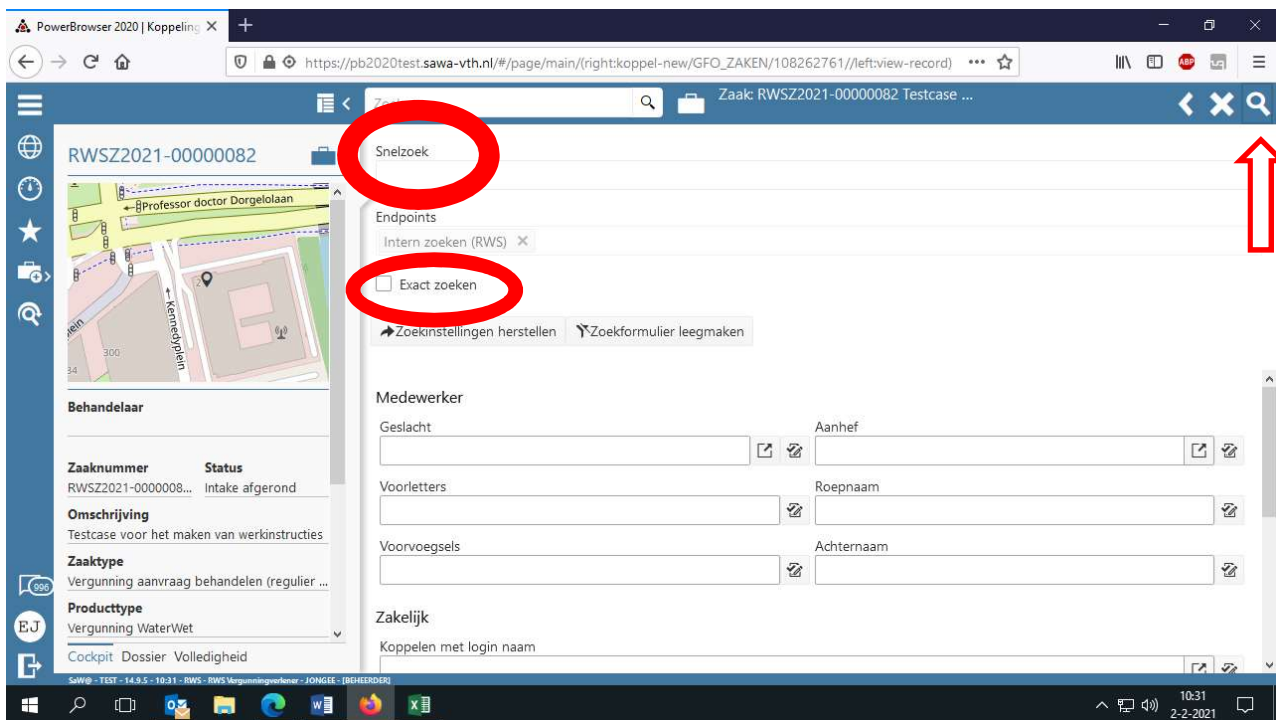 PowerBrowser 2020 | Koppeling
https://pb2020test.sawa-vth.nl/#/page/main/(right:koppel-new/GFO_ZAKEN/108262761//left:view-record)
ABP
Zaak: RWSZ2021-00000082 Testcase ...
RWSZ2021-00000082
Snelzoek
Professor doctor Dorgelolaan
Kennedyplein
2
300
34
Endpoints
Intern zoeken (RWS)
Exact zoeken
Zoekinstellingen herstellen
Zoekformulier leegmaken
Behandelaar
Zaaknummer Status
RWSZ2021-0000008... Intake afgerond
Omschrijving
Testcase voor het maken van werkinstructies
Zaaktype
Vergunning aanvraag behandelen (regulier ...
Producttype
Vergunning WaterWet
Cockpit Dossier Volledigheid
996
EJ
Medewerker
Geslacht Aanhef
Voorletters Roepnaam
Voorvoegsels Achternaam
Zakelijk
Koppelen met login naam
SaW@ - TEST - 14.9.5 - 10:31 - RWS - RWS Vergunningverlener - JONGEE - [BEHEERDER]
10:31
2-2-2021